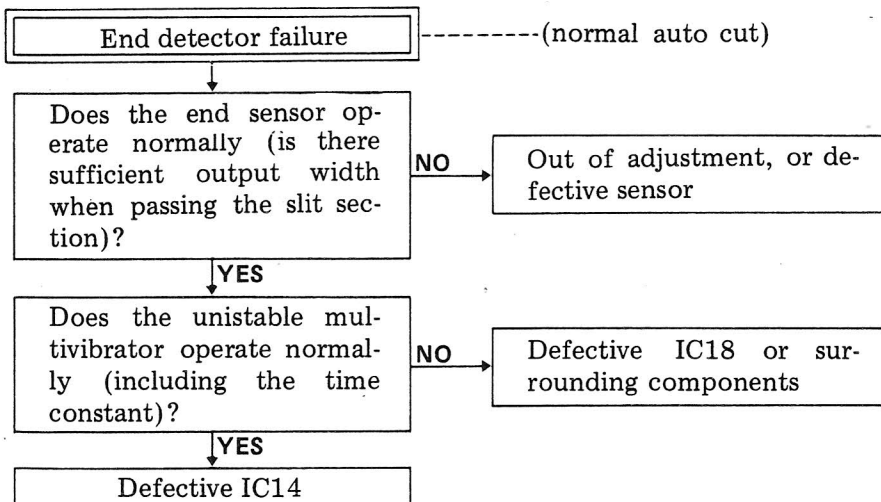 End detector failure --------(normal auto cut)
Does the end sensor op-
erate normally (is there
sufficient output width
when passing the slit sec-
tion)?
NO
Out of adjustment, or de-
fective sensor
YES
Does the unistable mul-
tivibrator operate normal-
ly (including the time
constant)?
NO
Defective IC18 or sur-
rounding components
YES
Defective IC14